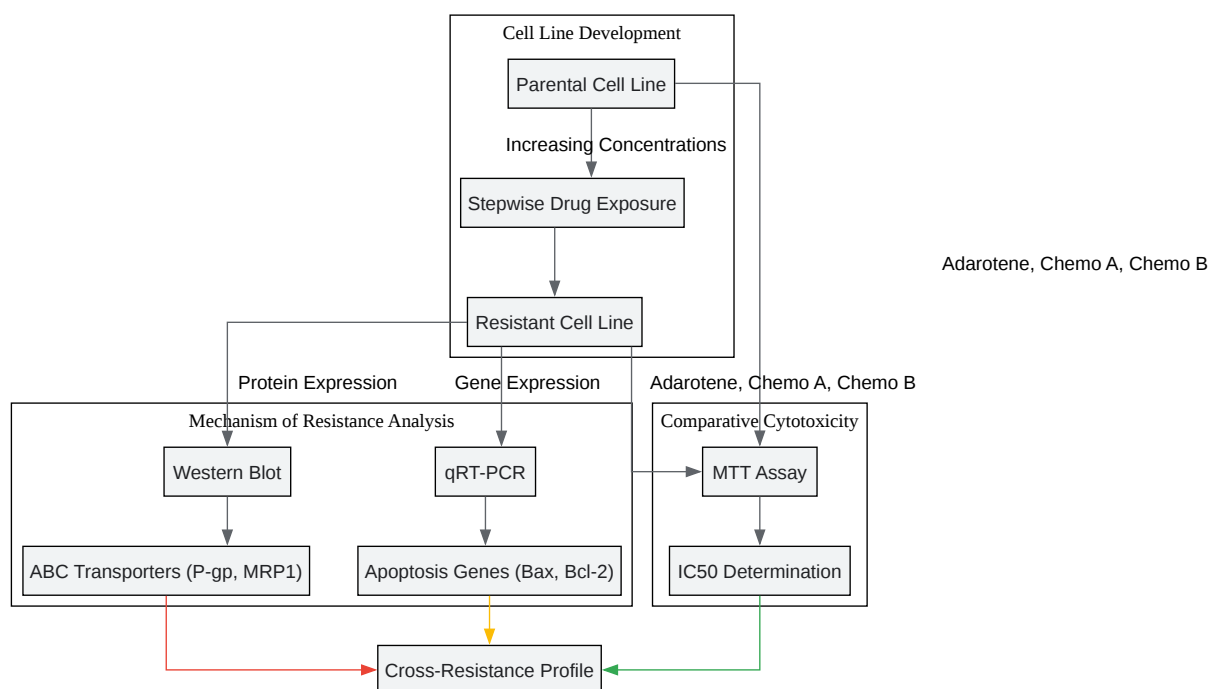 Cell Line Development
Parental Cell Line
Increasing Concentrations
Stepwise Drug Exposure
Adarotene, Chemo A, Chemo B
Resistant Cell Line
Protein Expression
Gene Expression
Adarotene, Chemo A, Chemo B
Mechanism of Resistance Analysis
Comparative Cytotoxicity
Western Blot
qRT-PCR
MTT Assay
ABC Transporters (P-gp, MRP1)
Apoptosis Genes (Bax, Bcl-2)
IC50 Determination
Cross-Resistance Profile